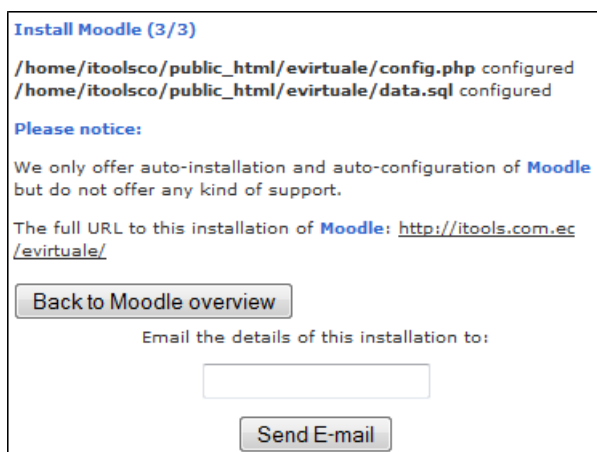 Install Moodle (3/3)
/home/itoolsco/public_html/evirtuale/config.php configured
/home/itoolsco/public_html/evirtuale/data.sql configured
Please notice:
We only offer auto-installation and auto-configuration of Moodle
but do not offer any kind of support.
The full URL to this installation of Moodle: http://itools.com.ec
/evirtuale/
Back to Moodle overview
Email the details of this installation to:
Send E-mail